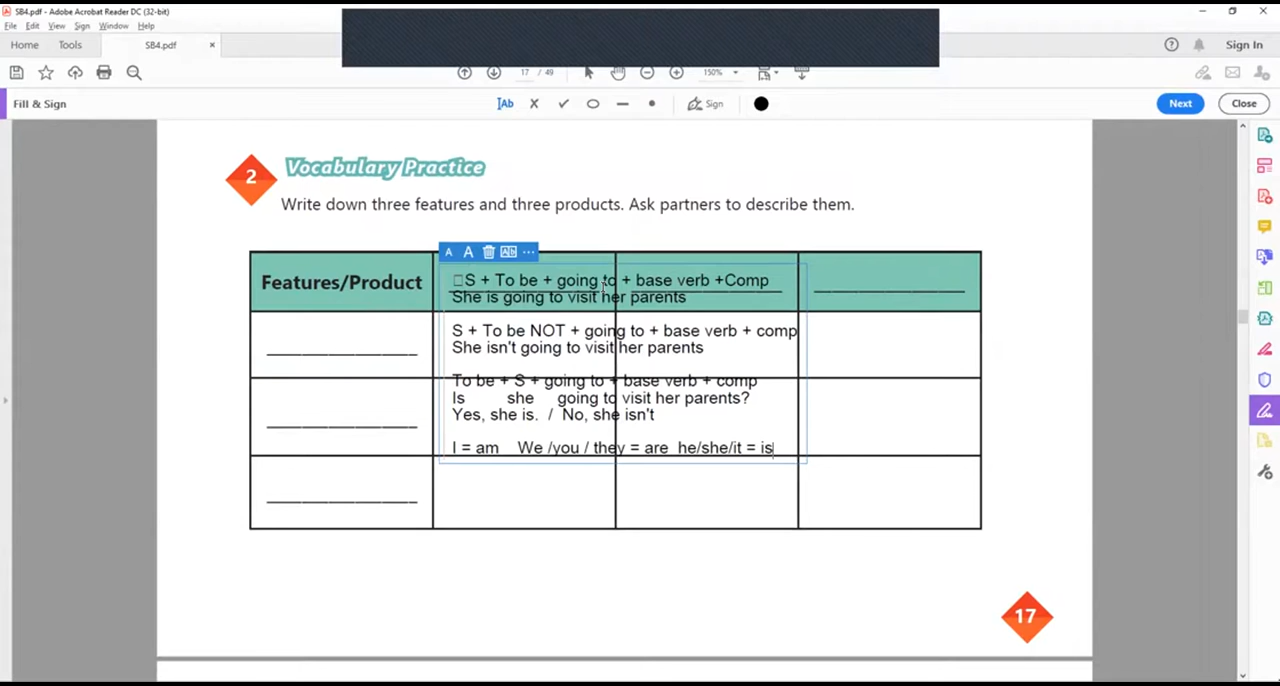 SB4.pdf - Adobe Acrobat Reader DC (32-bit)
File Edit View Sign Window Help
Home Tools SB4.pdf × Sign In
17 / 49 150%
Fill & Sign Ab Sign Next Close
2 Vocabulary Practice
Write down three features and three products. Ask partners to describe them.
A A Ab ...
Features/Product
S + To be + going to + base verb +Comp
She is going to visit her parents
S + To be NOT + going to + base verb + comp
She isn't going to visit her parents
To be + S + going to + base verb + comp
Is she going to visit her parents?
Yes, she is. / No, she isn't
I = am We /you / they = are he/she/it = is
17